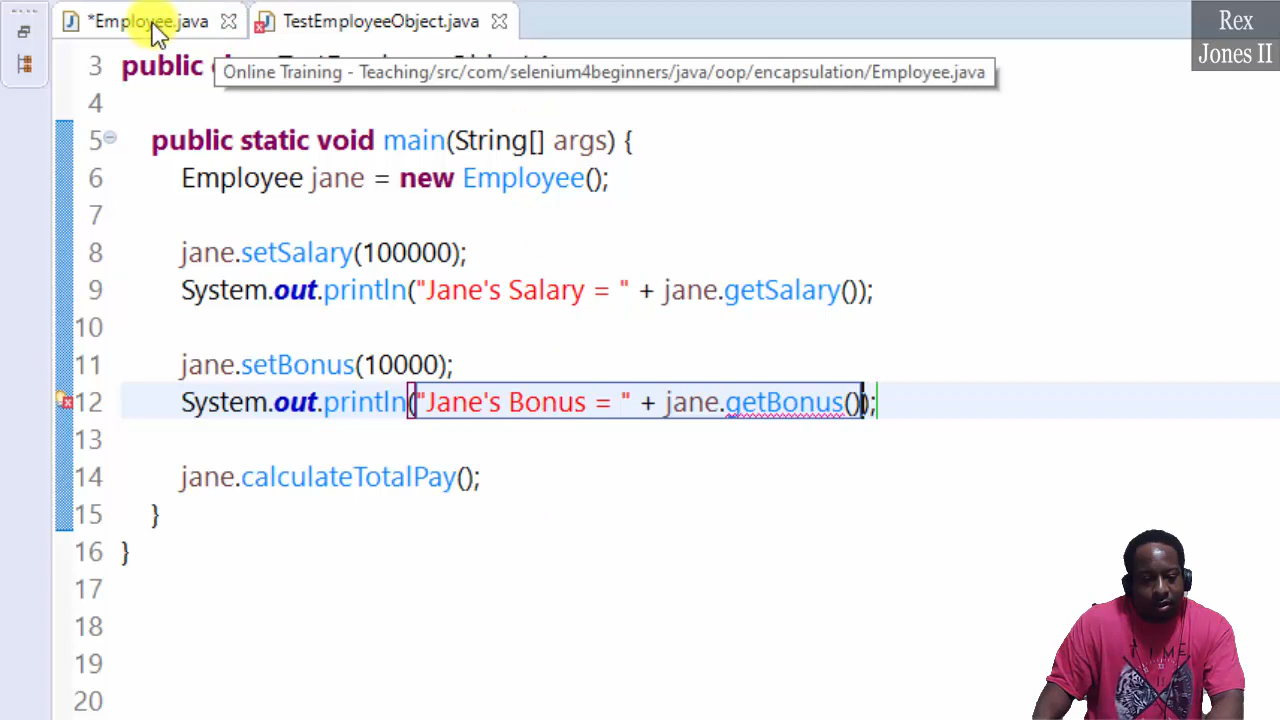 *Employee.java TestEmployeeObject.java
Rex
Jones II
3 public
Online Training - Teaching/src/com/selenium4beginners/java/oop/encapsulation/Employee.java
4
5 public static void main(String[] args) {
6 Employee jane = new Employee();
7
8 jane.setSalary(100000);
9 System.out.println("Jane's Salary = " + jane.getSalary());
10
11 jane.setBonus(10000);
12 System.out.println("Jane's Bonus = " + jane.getBonus());
13
14 jane.calculateTotalPay();
15 }
16 }
17
18
19
20